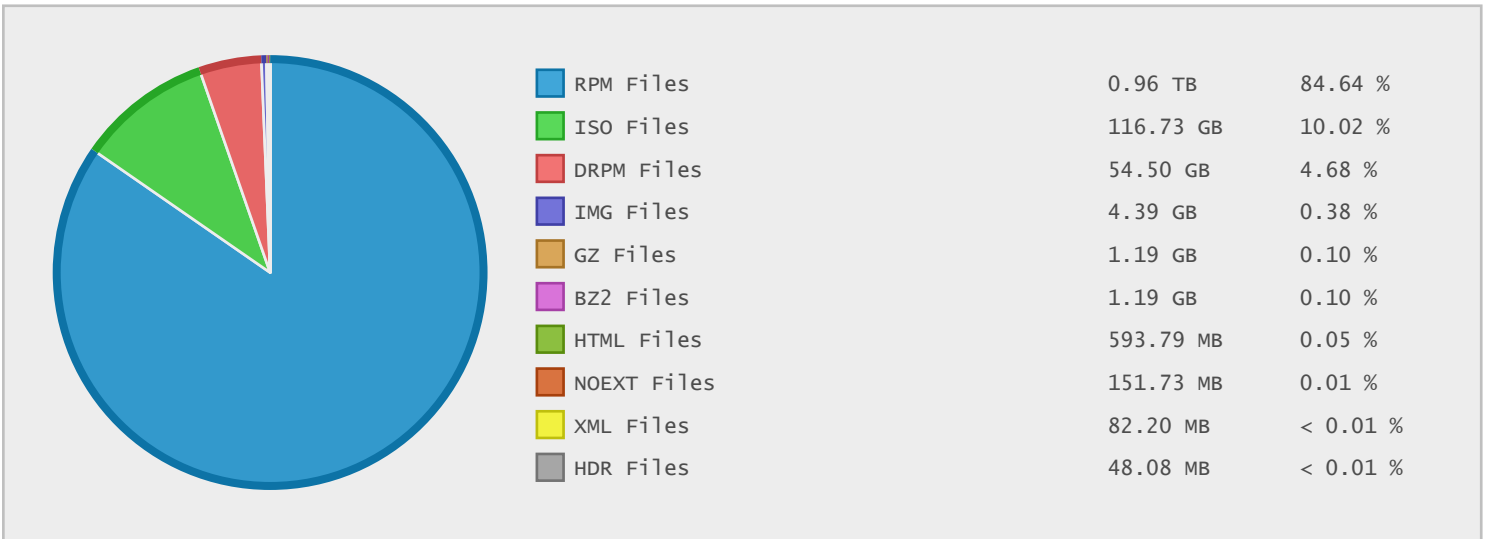 RPM Files 0.96 TB 84.64 %
ISO Files 116.73 GB 10.02 %
DRPM Files 54.50 GB 4.68 %
IMG Files 4.39 GB 0.38 %
GZ Files 1.19 GB 0.10 %
BZ2 Files 1.19 GB 0.10 %
HTML Files 593.79 MB 0.05 %
NOEXT Files 151.73 MB 0.01 %
XML Files 82.20 MB < 0.01 %
HDR Files 48.08 MB < 0.01 %